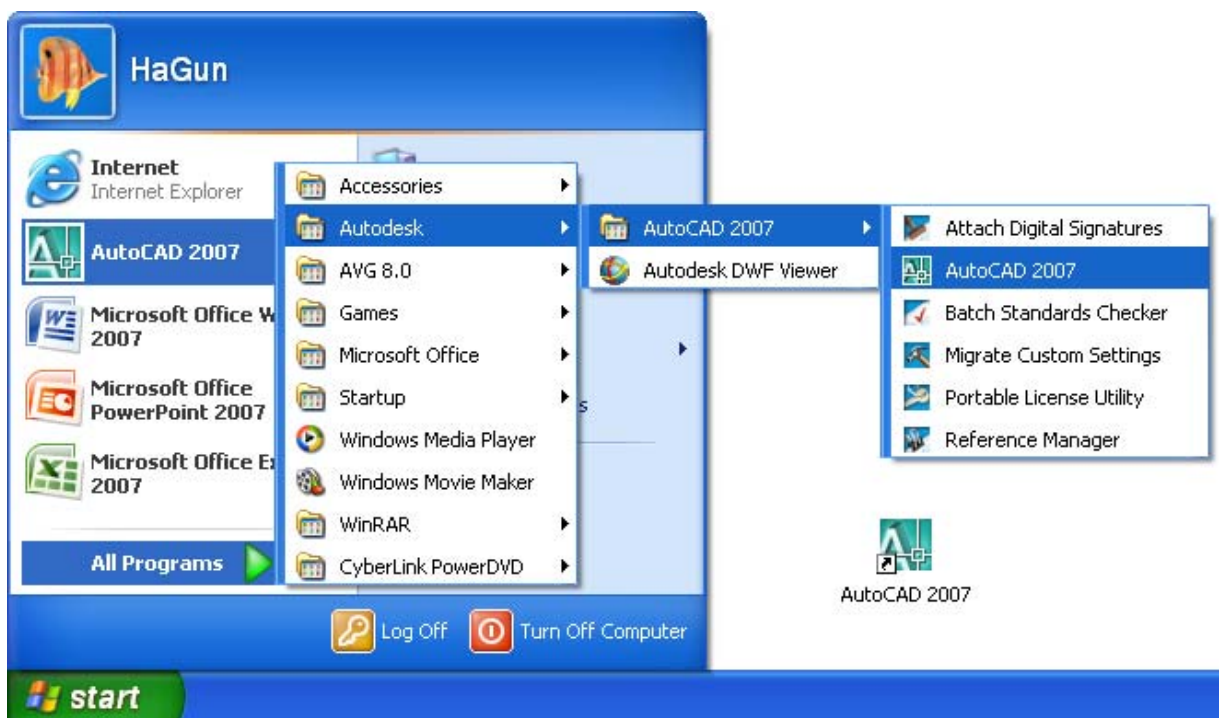 HaGun
Internet
Internet Explorer
AutoCAD 2007
Microsoft Office W
2007
Microsoft Office
PowerPoint 2007
Microsoft Office Ex
2007
All Programs
Accessories
Autodesk
AVG 8.0
Games
Microsoft Office
Startup
Windows Media Player
Windows Movie Maker
WinRAR
CyberLink PowerDVD
s
AutoCAD 2007
Autodesk DWF Viewer
Attach Digital Signatures
AutoCAD 2007
Batch Standards Checker
Migrate Custom Settings
Portable License Utility
Reference Manager
AutoCAD 2007
Log Off
Turn Off Computer
start